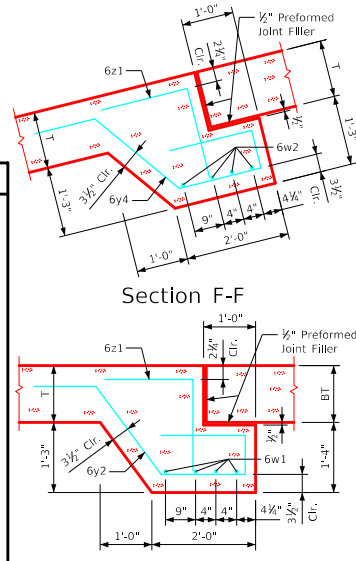 1'-0"
½" Preformed
Joint Filler
2¼"
Clr.
6z1
T
T
½"
1'-3"
6w2
1'-3"
3½" Clr.
6y4
9"
4"
4"
4¼"
3½"
Clr.
1'-0"
2'-0"
Section F-F
1'-0"
½" Preformed
Joint Filler
6z1
2¼"
Clr.
T
BT
½"
1'-3"
3½" Clr.
6y2
6w1
1'-4"
9"
4"
4"
4¼"
3½"
Clr.
1'-0"
2'-0"